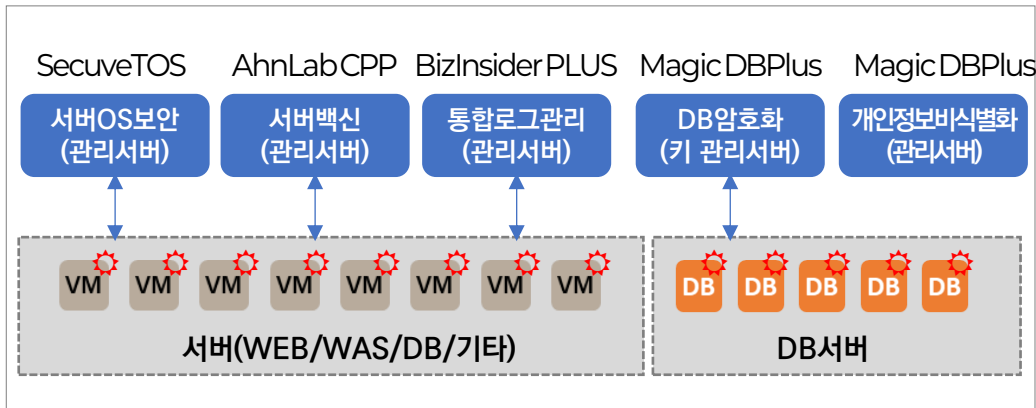 SecuveTOS AhnLab CPP BizInsider PLUS Magic DBPlus Magic DBPlus
서버OS보안 서버백신 통합로그관리 DB암호화 개인정보비식별화
(관리서버) (관리서버) (관리서버) (키 관리서버) (관리서버)
VM VM VM VM VM VM VM VM DB DB DB DB DB
서버(WEB/WAS/DB/기타) DB서버